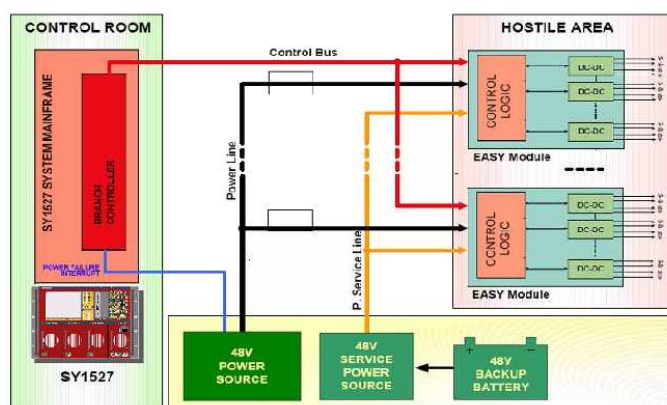 CONTROL ROOM
SY1527 SYSTEM MAINFRAME
BRANCH
CONTROLLER
POWER FAILURE
INTERRUPT
SY1527
Control Bus
Power Line
P. Service Line
HOSTILE AREA
CONTROL
LOGIC
DC-DC
DC-DC
DC-DC
EASY Module
CONTROL
LOGIC
DC-DC
DC-DC
DC-DC
EASY Module
48V
POWER
SOURCE
48V
SERVICE
POWER
SOURCE
+ −
48V
BACKUP
BATTERY